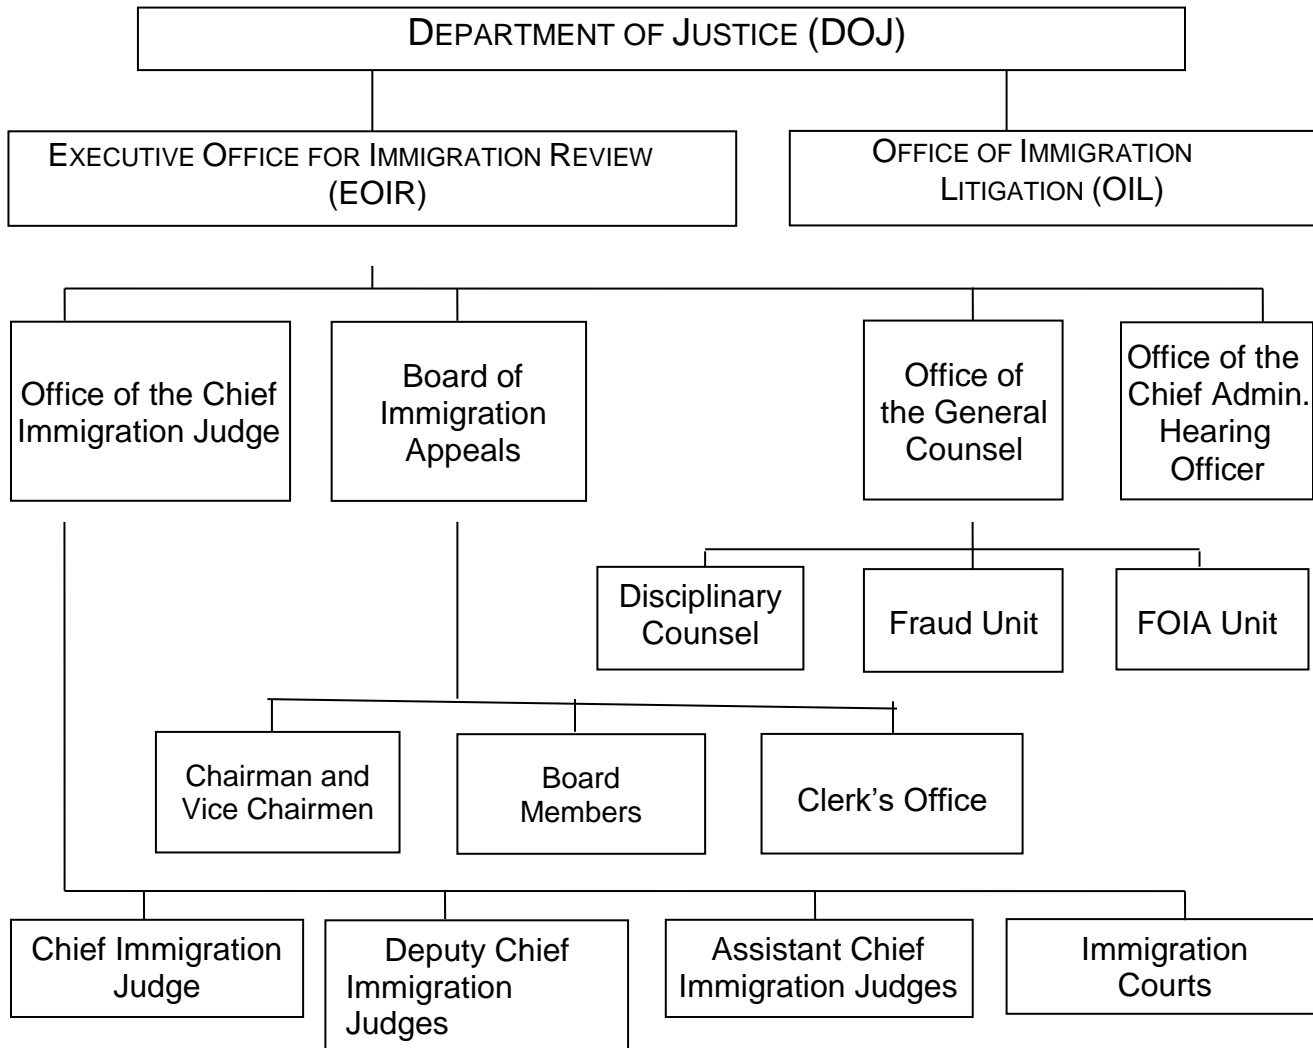 DEPARTMENT OF JUSTICE (DOJ)
EXECUTIVE OFFICE FOR IMMIGRATION REVIEW
(EOIR)
OFFICE OF IMMIGRATION
LITIGATION (OIL)
Office of the Chief
Immigration Judge
Board of
Immigration
Appeals
Office of
the General
Counsel
Office of the
Chief Admin.
Hearing
Officer
Disciplinary
Counsel
Fraud Unit
FOIA Unit
Chairman and
Vice Chairmen
Board
Members
Clerk’s Office
Chief Immigration
Judge
Deputy Chief
Immigration
Judges
Assistant Chief
Immigration Judges
Immigration
Courts